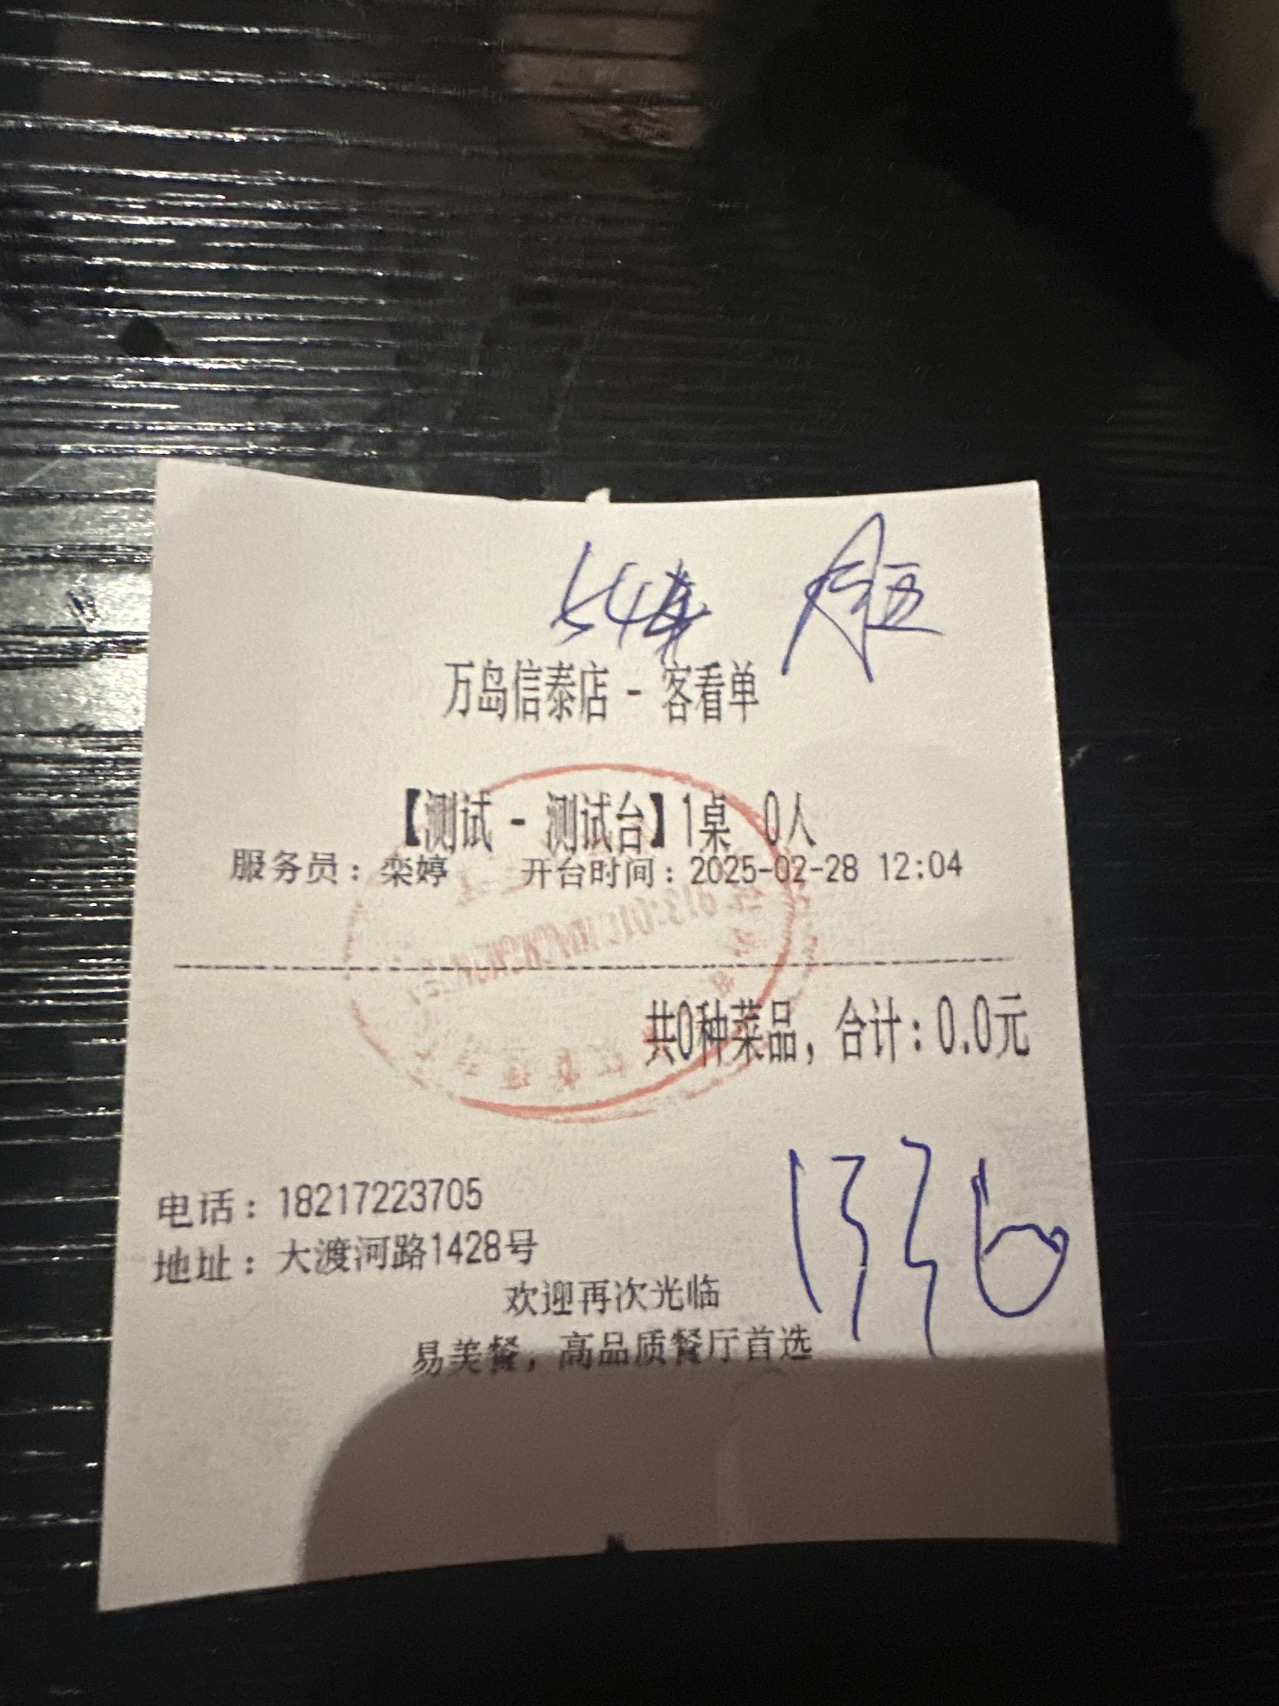 万岛信泰店 - 客看单
【测试 - 测试台】1桌 0人
服务员：栾婷 开台时间：2025-02-28 12:04
共0种菜品，合计：0.0元
1336
电话：18217223705
地址：大渡河路1428号
欢迎再次光临
易美餐，高品质餐厅首选